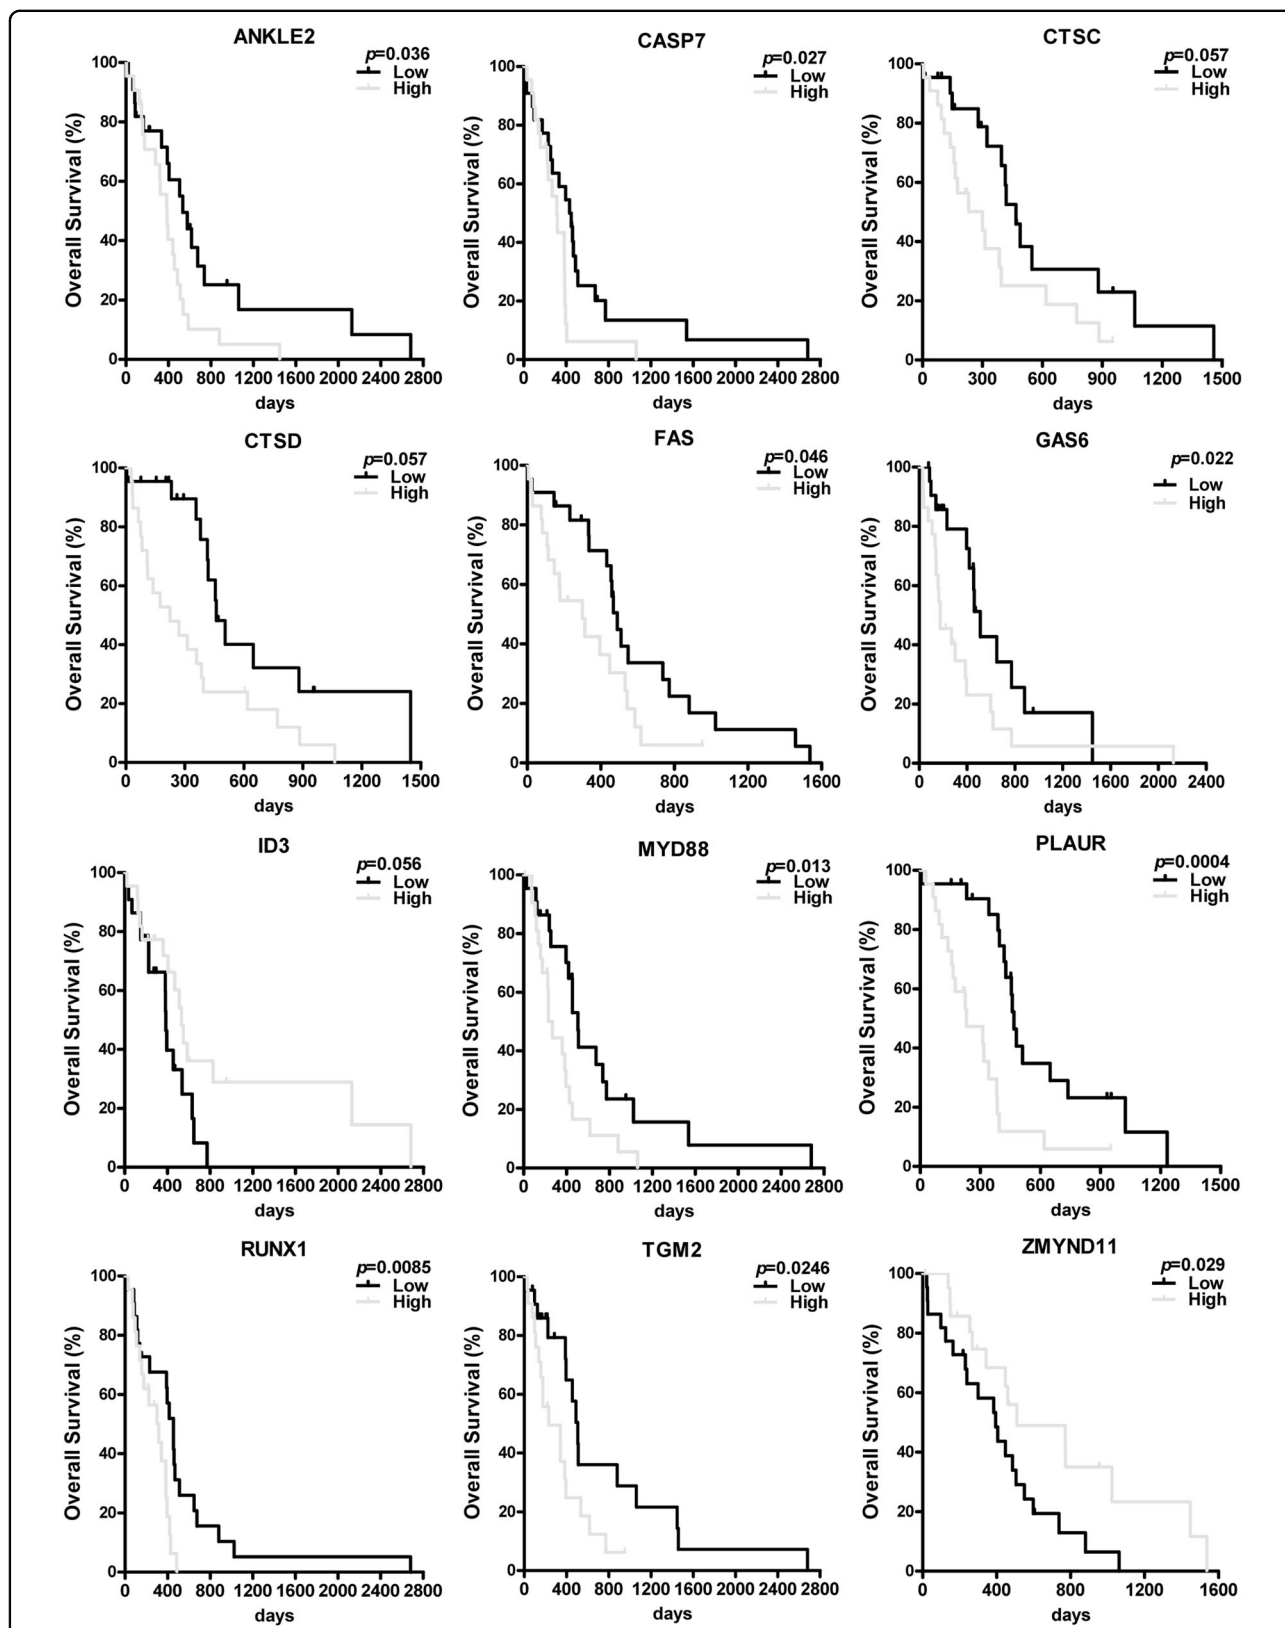 ANKLE2
p=0.036
Low
High
Overall Survival (%)
100
80
60
40
20
0
0 400 800 1200 1600 2000 2400 2800
days
CASP7
p=0.027
Low
High
Overall Survival (%)
100
80
60
40
20
0
0 400 800 1200 1600 2000 2400 2800
days
CTSC
p=0.057
Low
High
Overall Survival (%)
100
80
60
40
20
0
0 300 600 900 1200 1500
days
CTSD
p=0.057
Low
High
Overall Survival (%)
100
80
60
40
20
0
0 300 600 900 1200 1500
days
FAS
p=0.046
Low
High
Overall Survival (%)
100
80
60
40
20
0
0 400 800 1200 1600
days
GAS6
p=0.022
Low
High
Overall Survival (%)
100
80
60
40
20
0
0 400 800 1200 1600 2000 2400
days
ID3
p=0.056
Low
High
Overall Survival (%)
100
80
60
40
20
0
0 400 800 1200 1600 2000 2400 2800
days
MYD88
p=0.013
Low
High
Overall Survival (%)
100
80
60
40
20
0
0 400 800 1200 1600 2000 2400 2800
days
PLAUR
p=0.0004
Low
High
Overall Survival (%)
100
80
60
40
20
0
0 300 600 900 1200 1500
days
RUNX1
p=0.0085
Low
High
Overall Survival (%)
100
80
60
40
20
0
0 400 800 1200 1600 2000 2400 2800
days
TGM2
p=0.0246
Low
High
Overall Survival (%)
100
80
60
40
20
0
0 400 800 1200 1600 2000 2400 2800
days
ZMYND11
p=0.029
Low
High
Overall Survival (%)
100
80
60
40
20
0
0 400 800 1200 1600
days